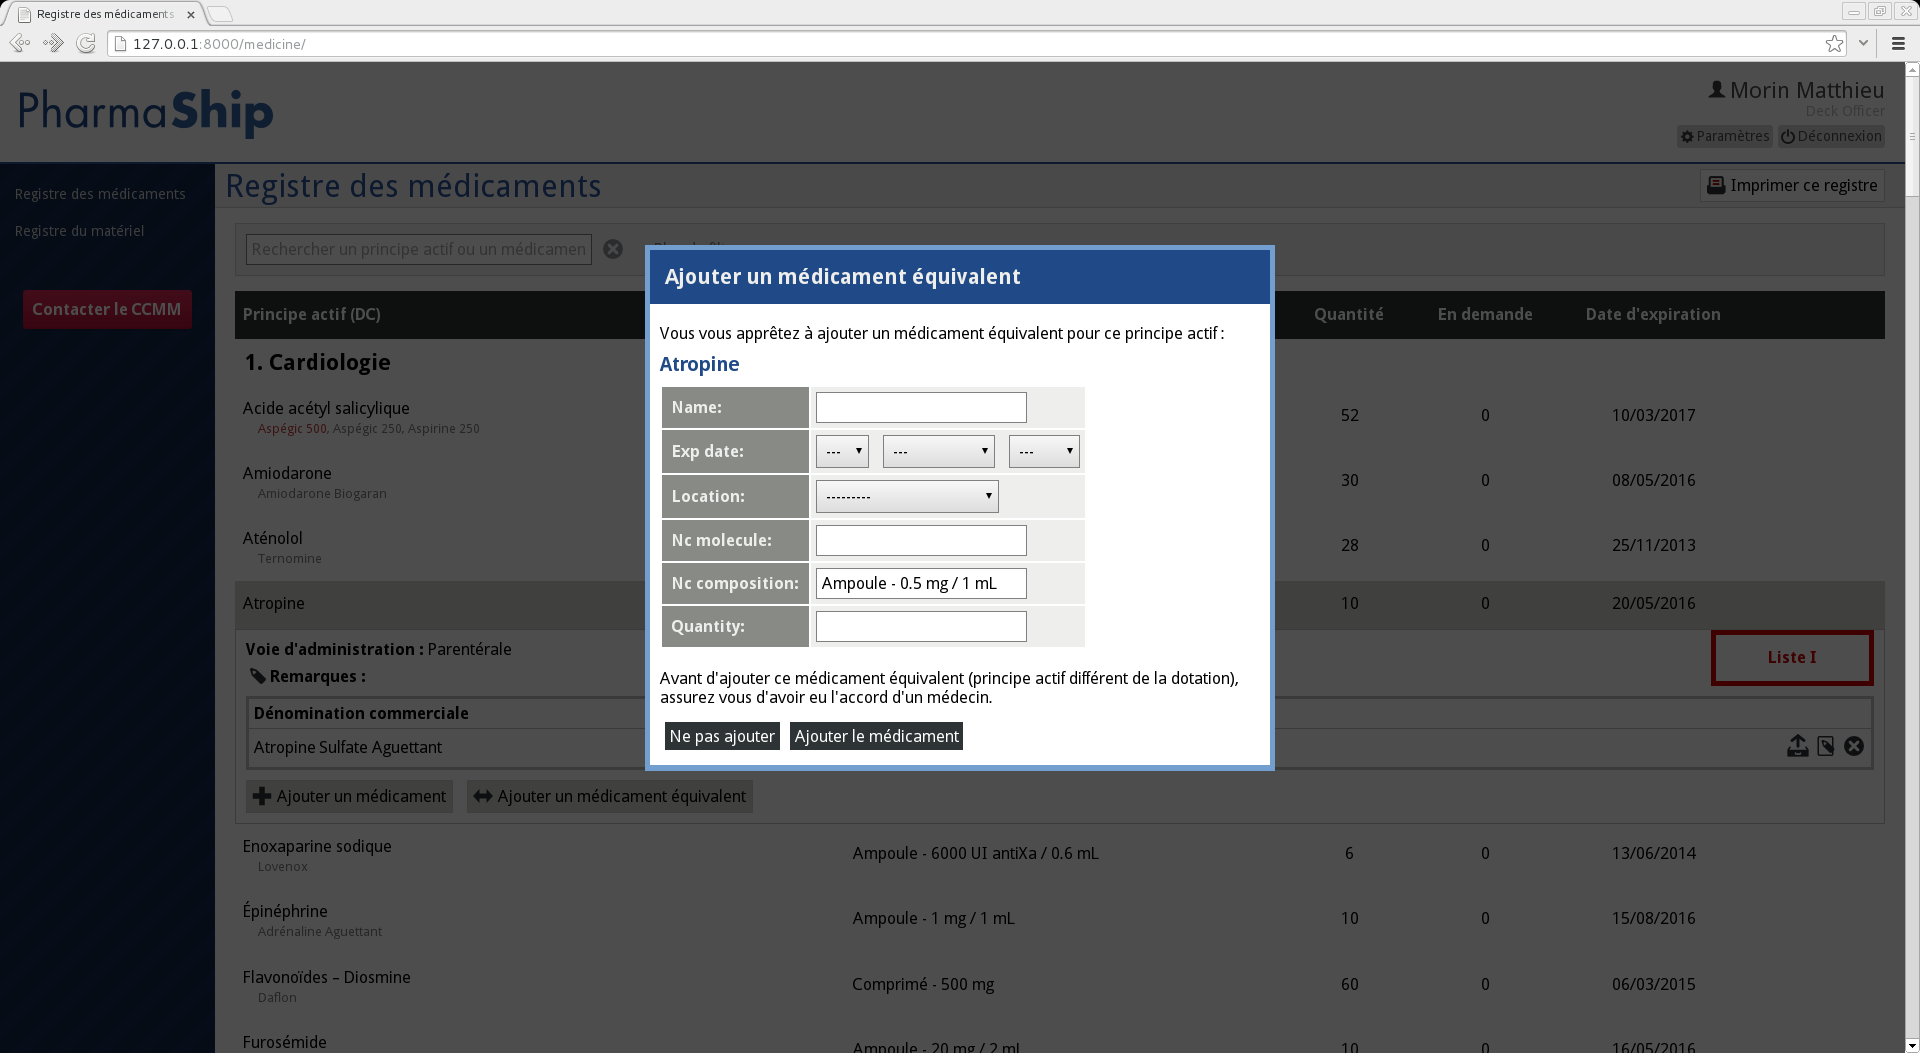 Registre des médicaments
127.0.0.1:8000/medicine/
PharmaShip
Morin Matthieu
Deck Officer
Paramètres
Déconnexion
Registre des médicaments
Registre du matériel
Contacter le CCMM
Registre des médicaments
Imprimer ce registre
Rechercher un principe actif ou un médicamen
Principe actif (DC)
Quantité
En demande
Date d'expiration
1. Cardiologie
Acide acétyl salicylique
52
0
10/03/2017
Aspégic 500, Aspégic 250, Aspirine 250
Amiodarone
30
0
08/05/2016
Amiodarone Biogaran
Aténolol
28
0
25/11/2013
Ternomine
Atropine
10
0
20/05/2016
Voie d'administration : Parentérale
Liste I
Remarques :
Dénomination commerciale
Atropine Sulfate Aguettant
Ajouter un médicament
Ajouter un médicament équivalent
Enoxaparine sodique
Ampoule - 6000 UI antiXa / 0.6 mL
6
0
13/06/2014
Lovenox
Épinéphrine
Ampoule - 1 mg / 1 mL
10
0
15/08/2016
Adrénaline Aguettant
Flavonoïdes – Diosmine
Comprimé - 500 mg
60
0
06/03/2015
Daflon
Furosémide
Ampoule - 20 mg / 2 mL
10
0
16/05/2016
Ajouter un médicament équivalent
Vous vous apprêtez à ajouter un médicament équivalent pour ce principe actif :
Atropine
Name:
Exp date:
---
---
---
Location:
---------
Nc molecule:
Nc composition:
Ampoule - 0.5 mg / 1 mL
Quantity:
Avant d'ajouter ce médicament équivalent (principe actif différent de la dotation),
assurez vous d'avoir eu l'accord d'un médecin.
Ne pas ajouter
Ajouter le médicament